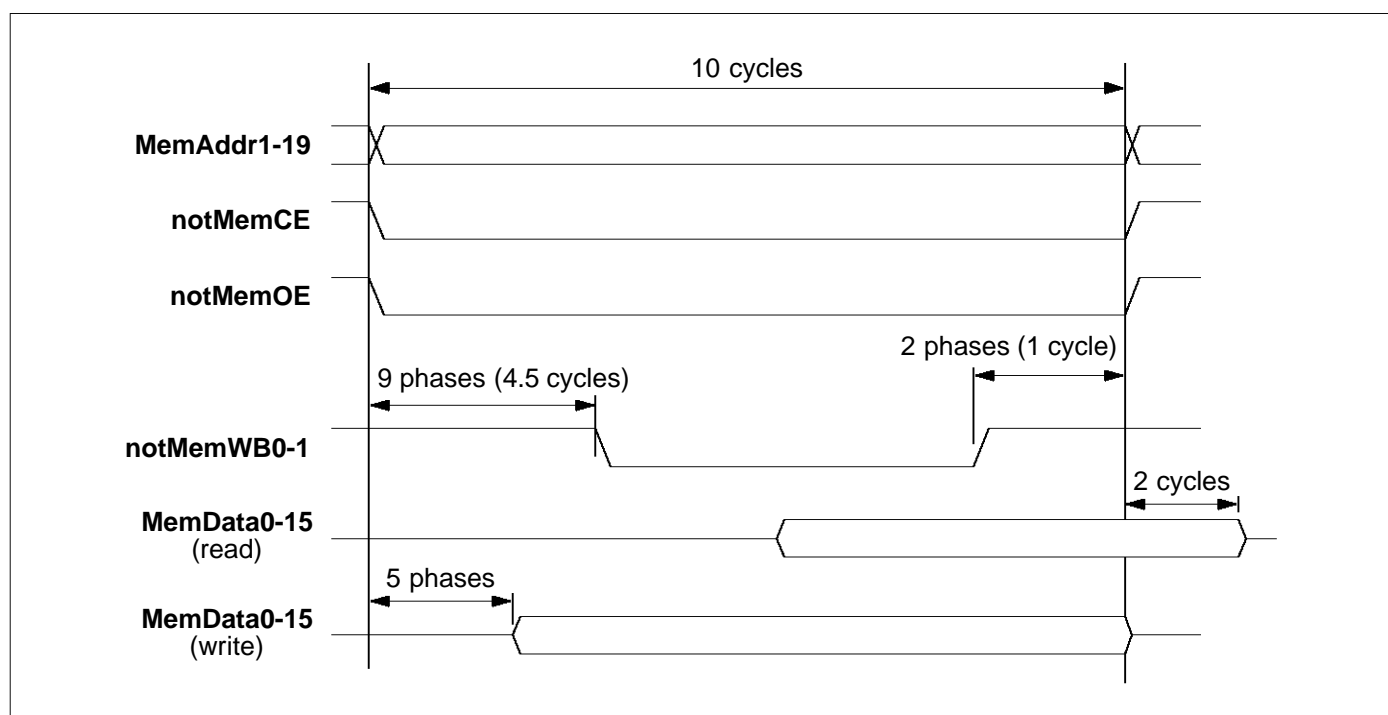 10 cycles
MemAddr1-19
notMemCE
notMemOE
2 phases (1 cycle)
9 phases (4.5 cycles)
notMemWB0-1
2 cycles
MemData0-15
(read)
5 phases
MemData0-15
(write)